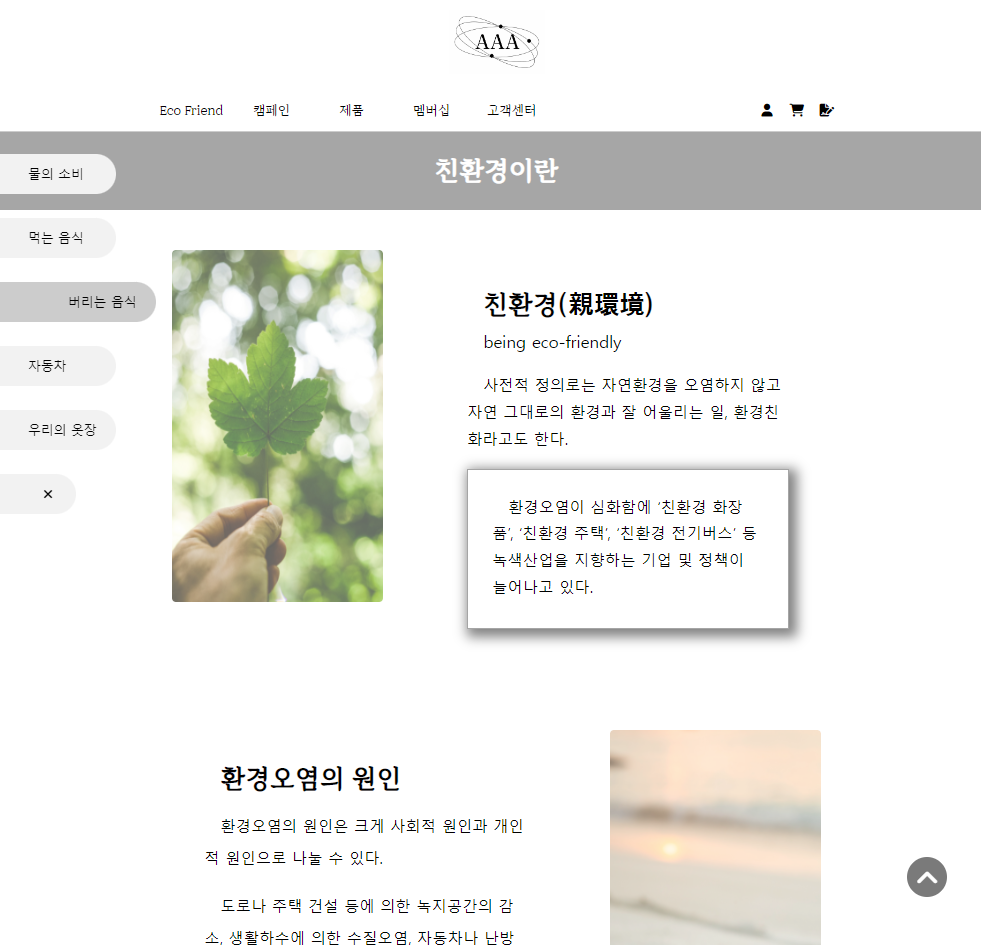 AAA
Eco Friend 캠페인 제품 멤버십 고객센터
친환경이란
물의 소비
먹는 음식
버리는 음식
자동차
우리의 옷장
×
친환경(親環境)
being eco-friendly
사전적 정의로는 자연환경을 오염하지 않고
자연 그대로의 환경과 잘 어울리는 일, 환경친
화라고도 한다.
환경오염이 심화함에 ‘친환경 화장
품’, ‘친환경 주택’, ‘친환경 전기버스’ 등
녹색산업을 지향하는 기업 및 정책이
늘어나고 있다.
환경오염의 원인
환경오염의 원인은 크게 사회적 원인과 개인
적 원인으로 나눌 수 있다.
도로나 주택 건설 등에 의한 녹지공간의 감
소, 생활하수에 의한 수질오염, 자동차나 난방